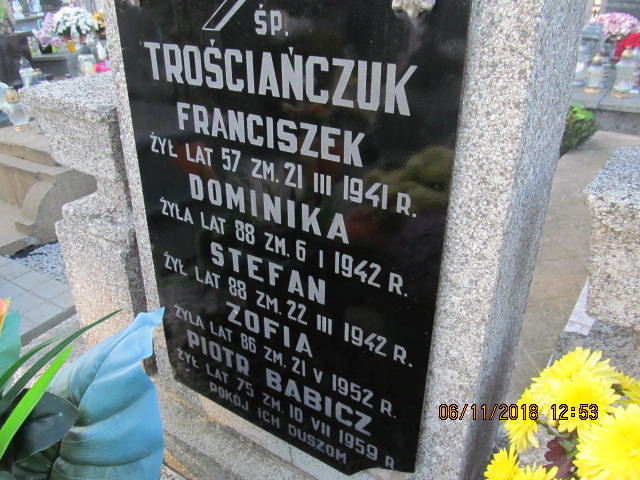 ŚP.
TROŚCIAŃCZUK
FRANCISZEK
ŻYŁ LAT 57 ZM. 21 III 1941 R.
DOMINIKA
ŻYŁA LAT 88 ZM. 6 I 1942 R.
STEFAN
ŻYŁ LAT 88 ZM. 22 III 1942 R.
ZOFIA
ŻYŁA LAT 86 ZM. 21 V 1952 R.
PIOTR BABICZ
ŻYŁ LAT 75 ZM. 10 VII 1959 R
POKÓJ ICH DUSZOM
06/11/2018 12:53